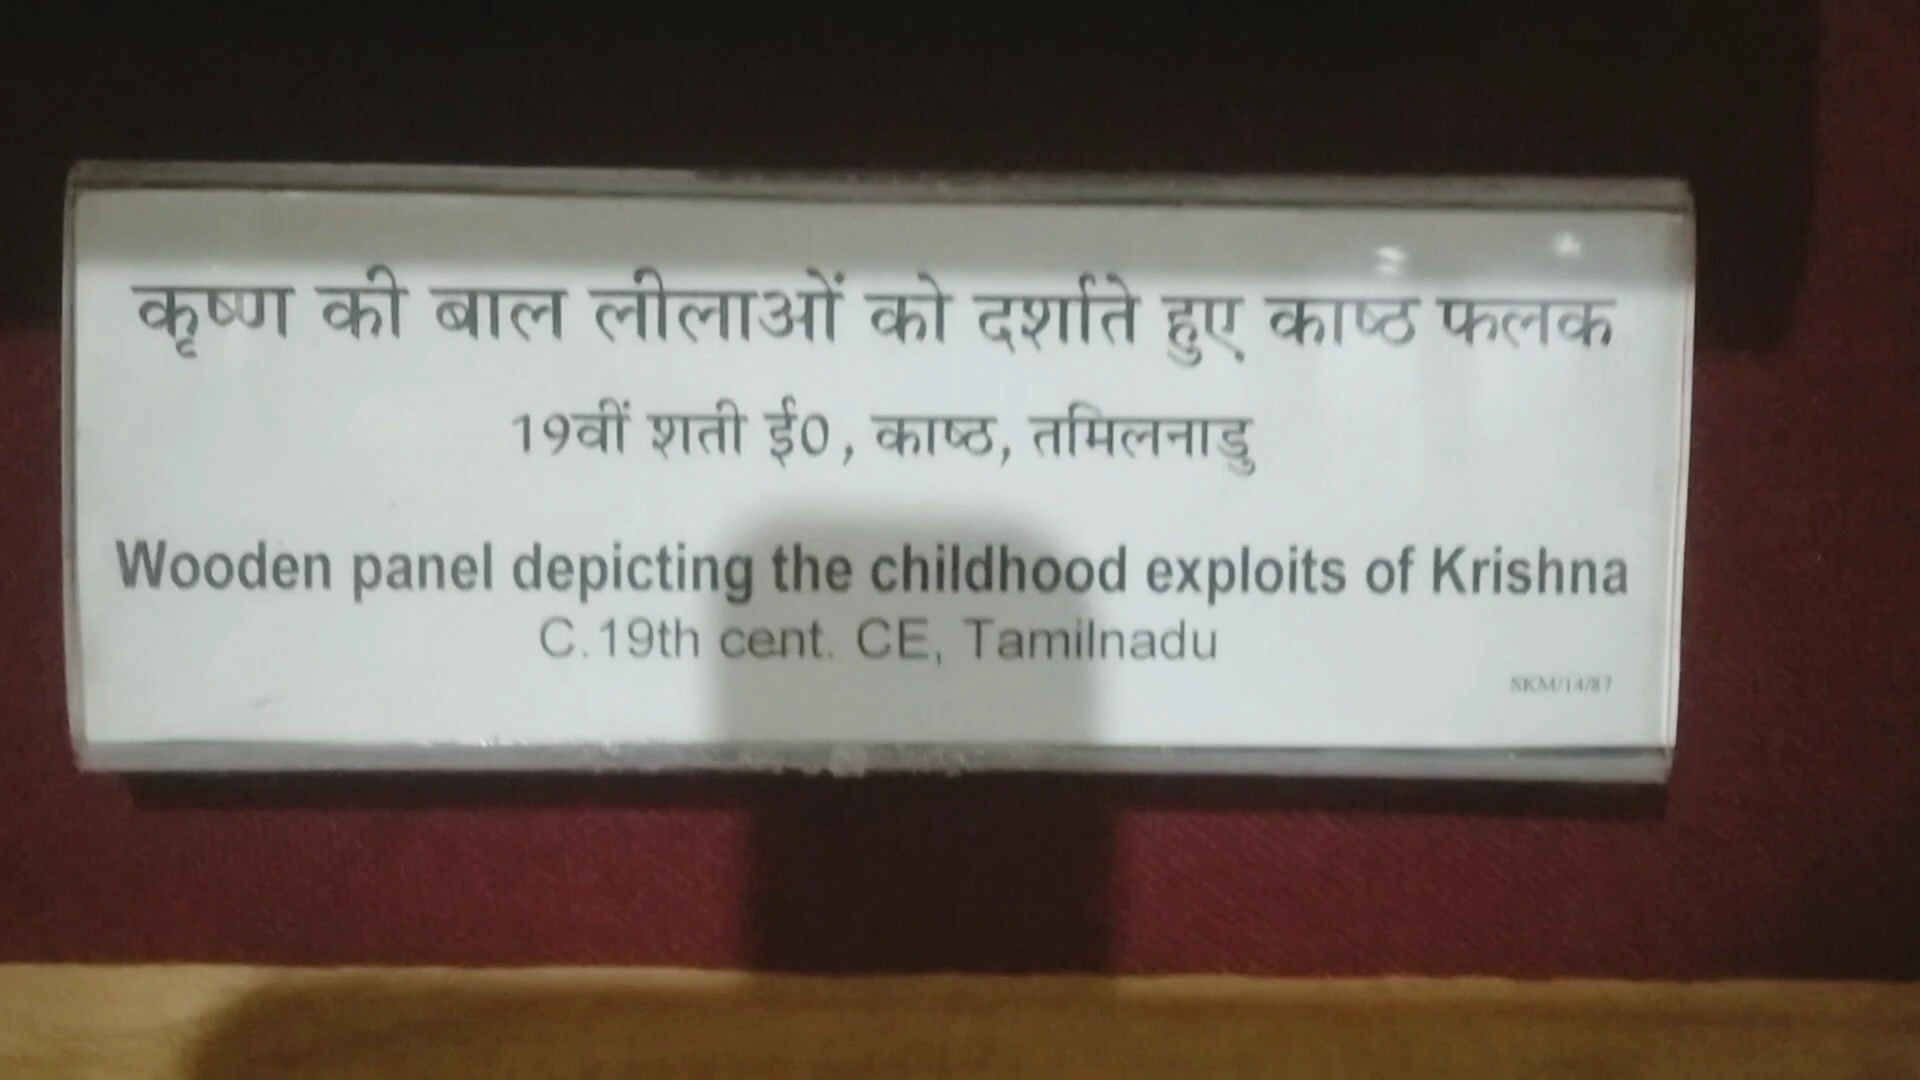 कृष्ण की बाल लीलाओं को दर्शाते हुए काष्ठ फलक
19वीं शती ई0, काष्ठ, तमिलनाडु
Wooden panel depicting the childhood exploits of Krishna
C.19th cent. CE, Tamilnadu
SKM/14/87